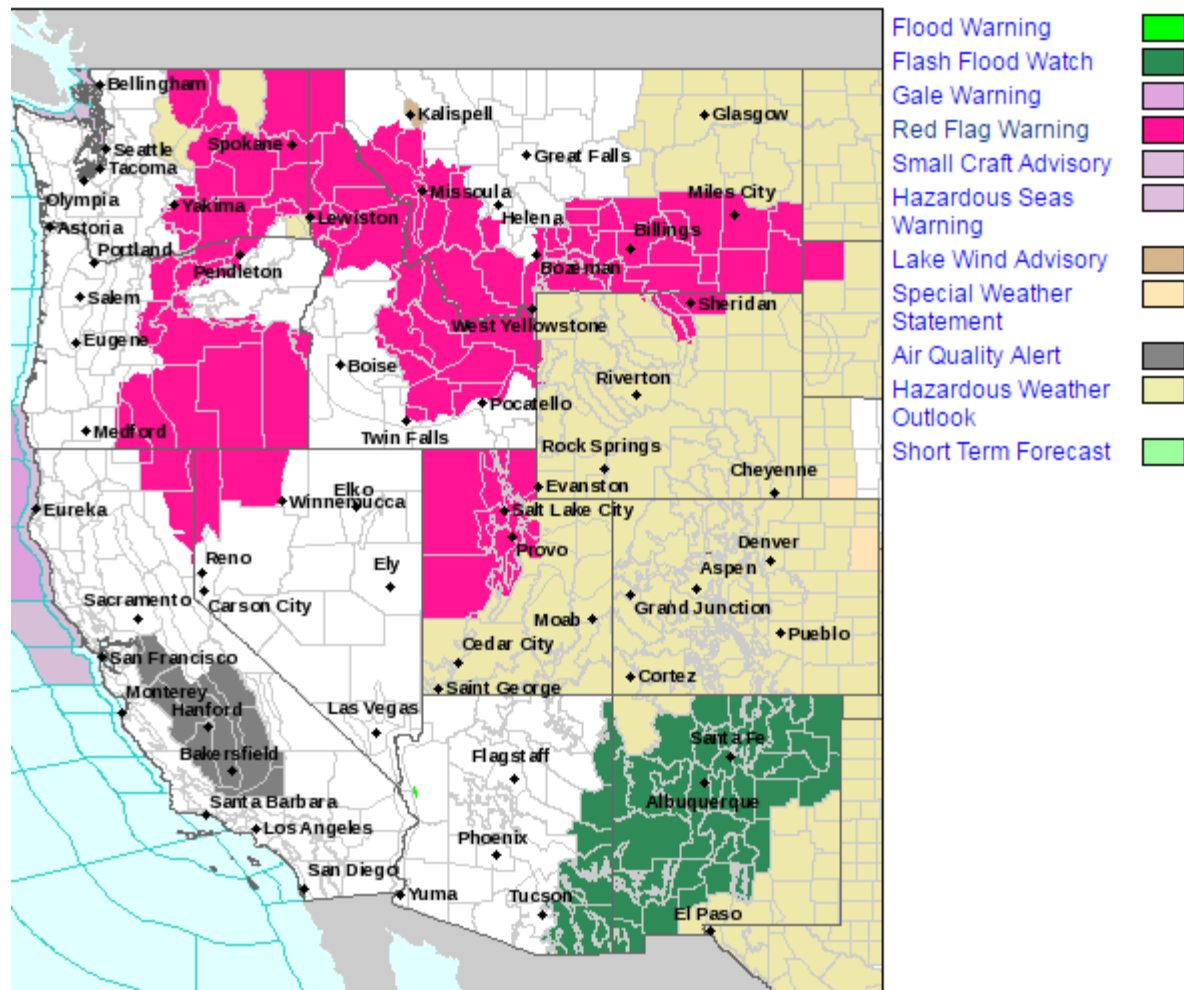 Bellingham
Seattle
Tacoma
Olympia
Astoria
Portland
Salem
Eugene
Medford
Spokane
Yakima
Lewiston
Pendleton
Kalispell
Great Falls
Missoula
Helena
Bozeman
Billings
Miles City
Glasgow
West Yellowstone
Sheridan
Boise
Pocatello
Twin Falls
Riverton
Rock Springs
Evanston
Cheyenne
Eureka
Winnemucca
Elko
Reno
Carson City
Ely
Salt Lake City
Provo
Moab
Cedar City
Saint George
Denver
Aspen
Grand Junction
Pueblo
Cortez
Sacramento
San Francisco
Monterey
Hanford
Bakersfield
Las Vegas
Santa Barbara
Los Angeles
San Diego
Flagstaff
Phoenix
Yuma
Tucson
Santa Fe
Albuquerque
El Paso
Flood Warning
Flash Flood Watch
Gale Warning
Red Flag Warning
Small Craft Advisory
Hazardous Seas
Warning
Lake Wind Advisory
Special Weather
Statement
Air Quality Alert
Hazardous Weather
Outlook
Short Term Forecast